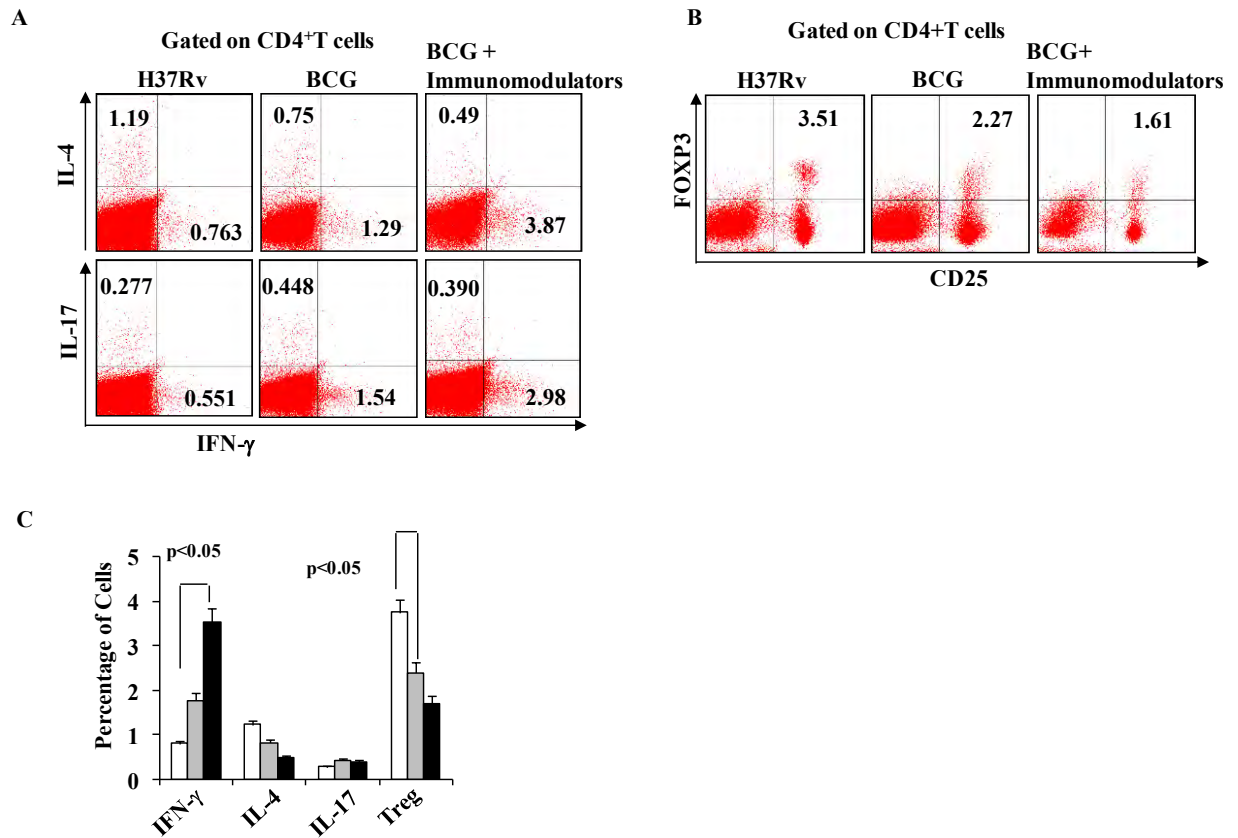 A
Gated on CD4+T cells
H37Rv BCG BCG + Immunomodulators
IL-4
1.19 0.75 0.49
0.763 1.29 3.87
IL-17
0.277 0.448 0.390
0.551 1.54 2.98
IFN-γ
B
Gated on CD4+T cells
H37Rv BCG BCG+ Immunomodulators
FOXP3
3.51 2.27 1.61
CD25
C
Percentage of Cells
5
4
3
2
1
0
p<0.05
p<0.05
IFN-γ IL-4 IL-17 Treg